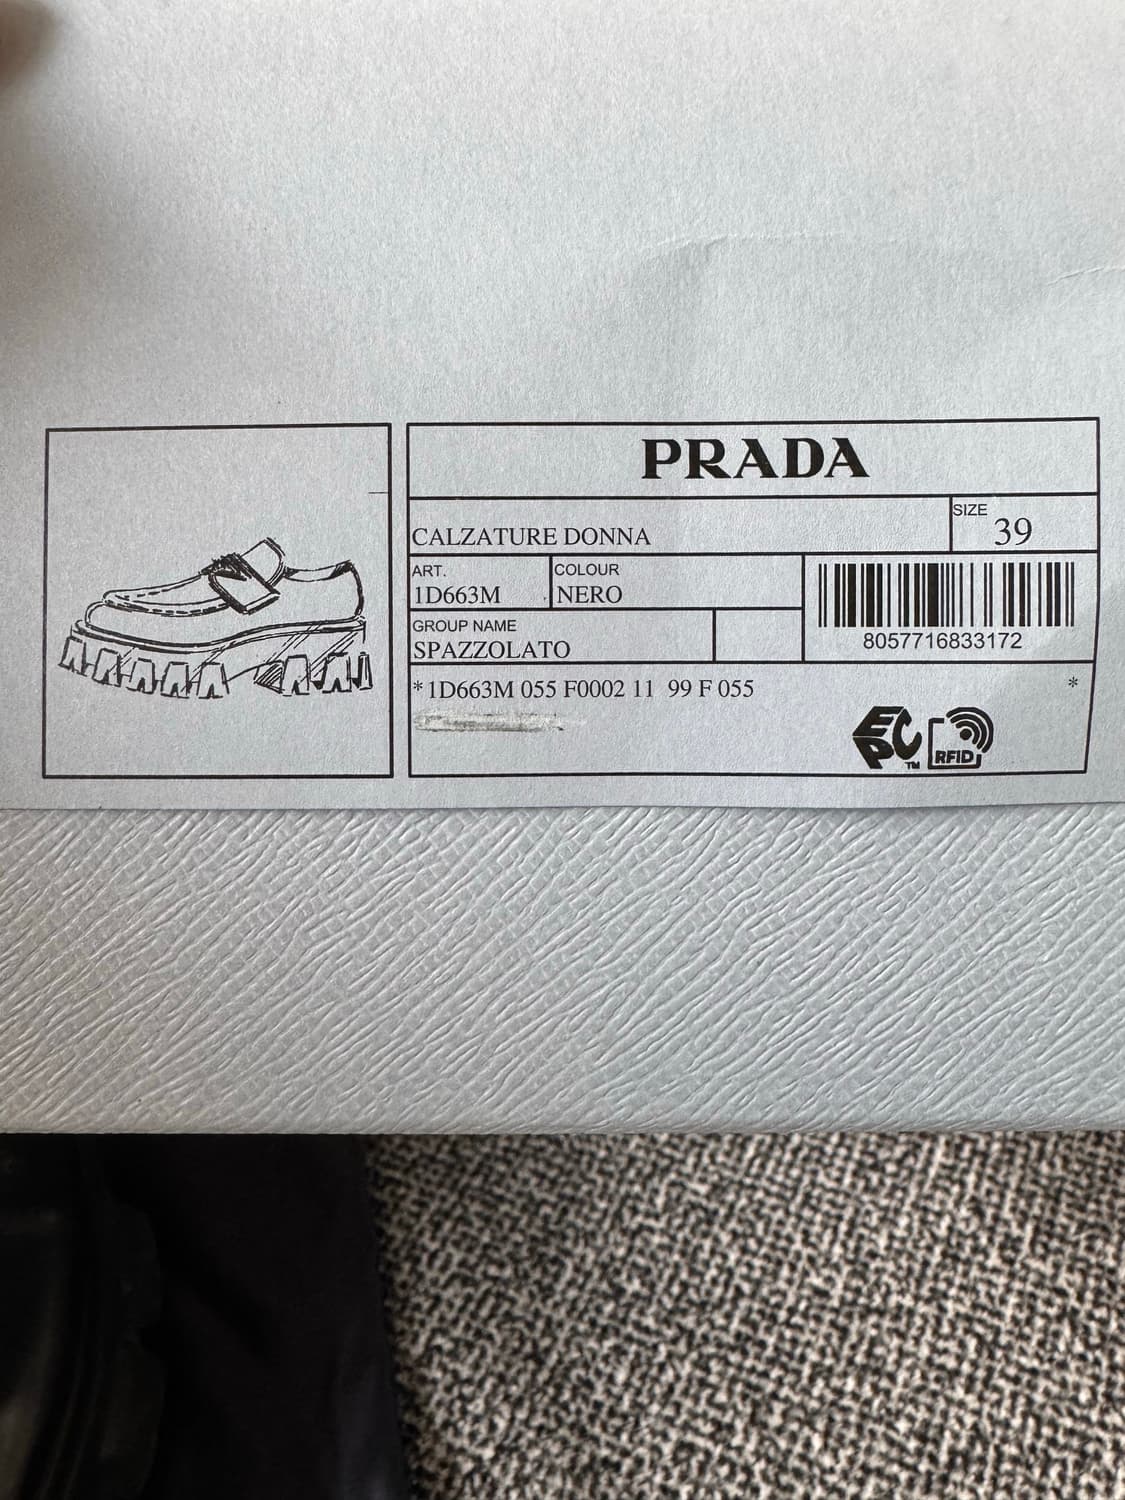 PRADA
CALZATURE DONNA
SIZE
39
ART.
1D663M
COLOUR
NERO
8057716833172
GROUP NAME
SPAZZOLATO
*1D663M 055 F0002 11 99 F 055 *
EPC TM
RFID